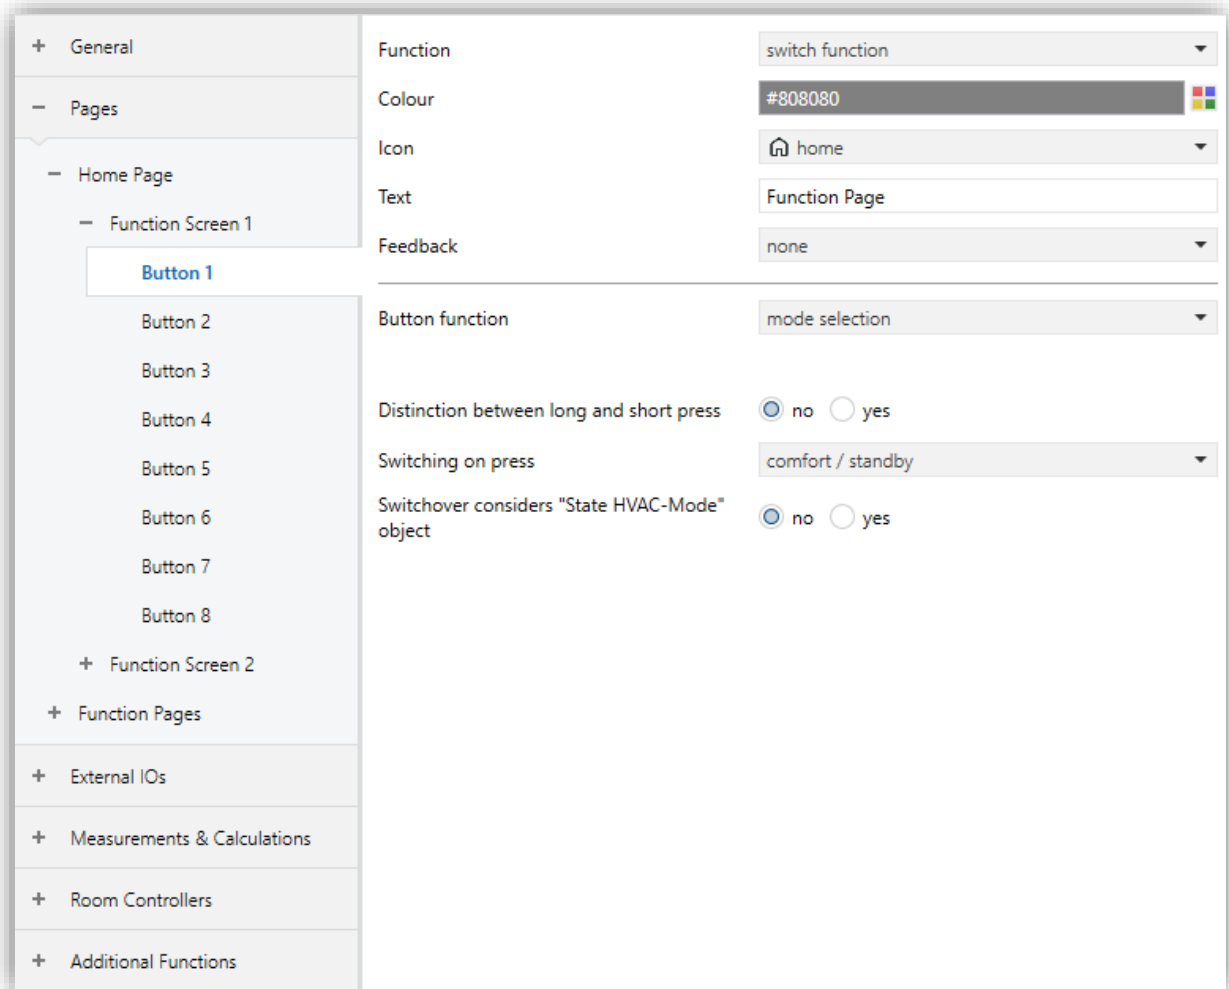 General
Pages
Home Page
Function Screen 1
Button 1
Button 2
Button 3
Button 4
Button 5
Button 6
Button 7
Button 8
Function Screen 2
Function Pages
External IOs
Measurements & Calculations
Room Controllers
Additional Functions
Function switch function
Colour #808080
Icon home
Text Function Page
Feedback none
Button function mode selection
Distinction between long and short press no yes
Switching on press comfort / standby
Switchover considers "State HVAC-Mode"
object no yes